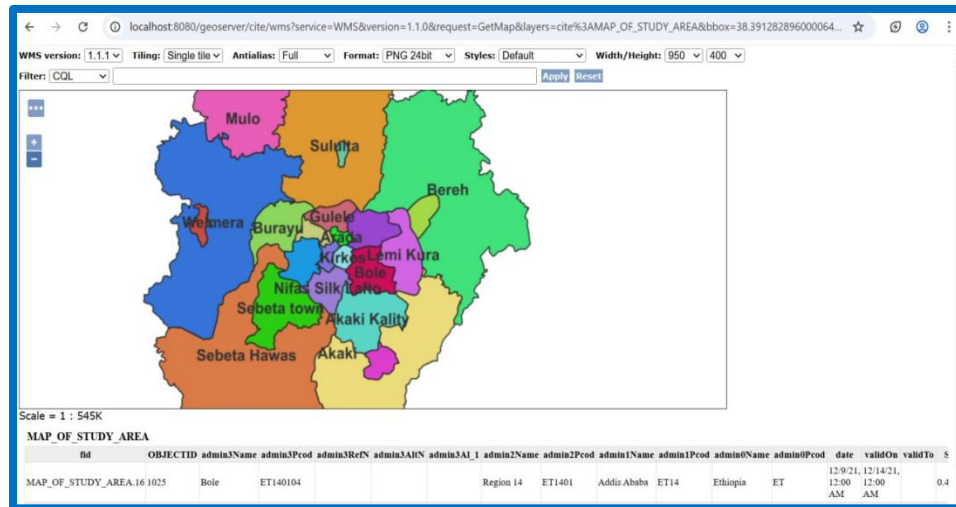 localhost:8080/geoserver/cite/wms?service=WMS&version=1.1.0&request=GetMap&layers=cite%3AMAP_OF_STUDY_AREA&bbox=38.391282896000064...
WMS version: 1.1.1 Tiling: Single tile Antialias: Full Format: PNG 24bit Styles: Default Width/Height: 950 400
Filter: CQL Apply Reset
Mulo
Sululta
Bereh
Welmera
Burayu
Gulele
Arada
Kirkos
Lemi Kura
Bole
Nifas Silk Lafto
Sebeta town
Akaki Kality
Sebeta Hawas
Akaki
Scale = 1 : 545K
MAP_OF_STUDY_AREA
fid OBJECTID admin3Name admin3Pcod admin3RefN admin3AltN admin3Al_1 admin2Name admin2Pcod admin1Name admin1Pcod admin0Name admin0Pcod date validOn validTo S
MAP_OF_STUDY_AREA.16 1025 Bole ET140104 Region 14 ET1401 Addis Ababa ET14 Ethiopia ET 12/9/21, 12:00 AM 12/14/21, 12:00 AM 0.4